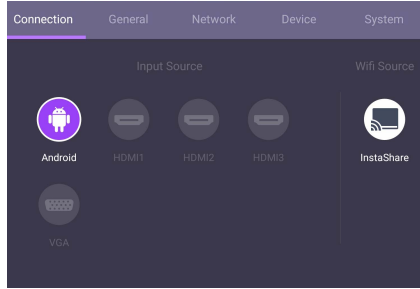 Connection General Network Device System
Input Source Wifi Source
Android HDMI1 HDMI2 HDMI3 InstaShare
VGA